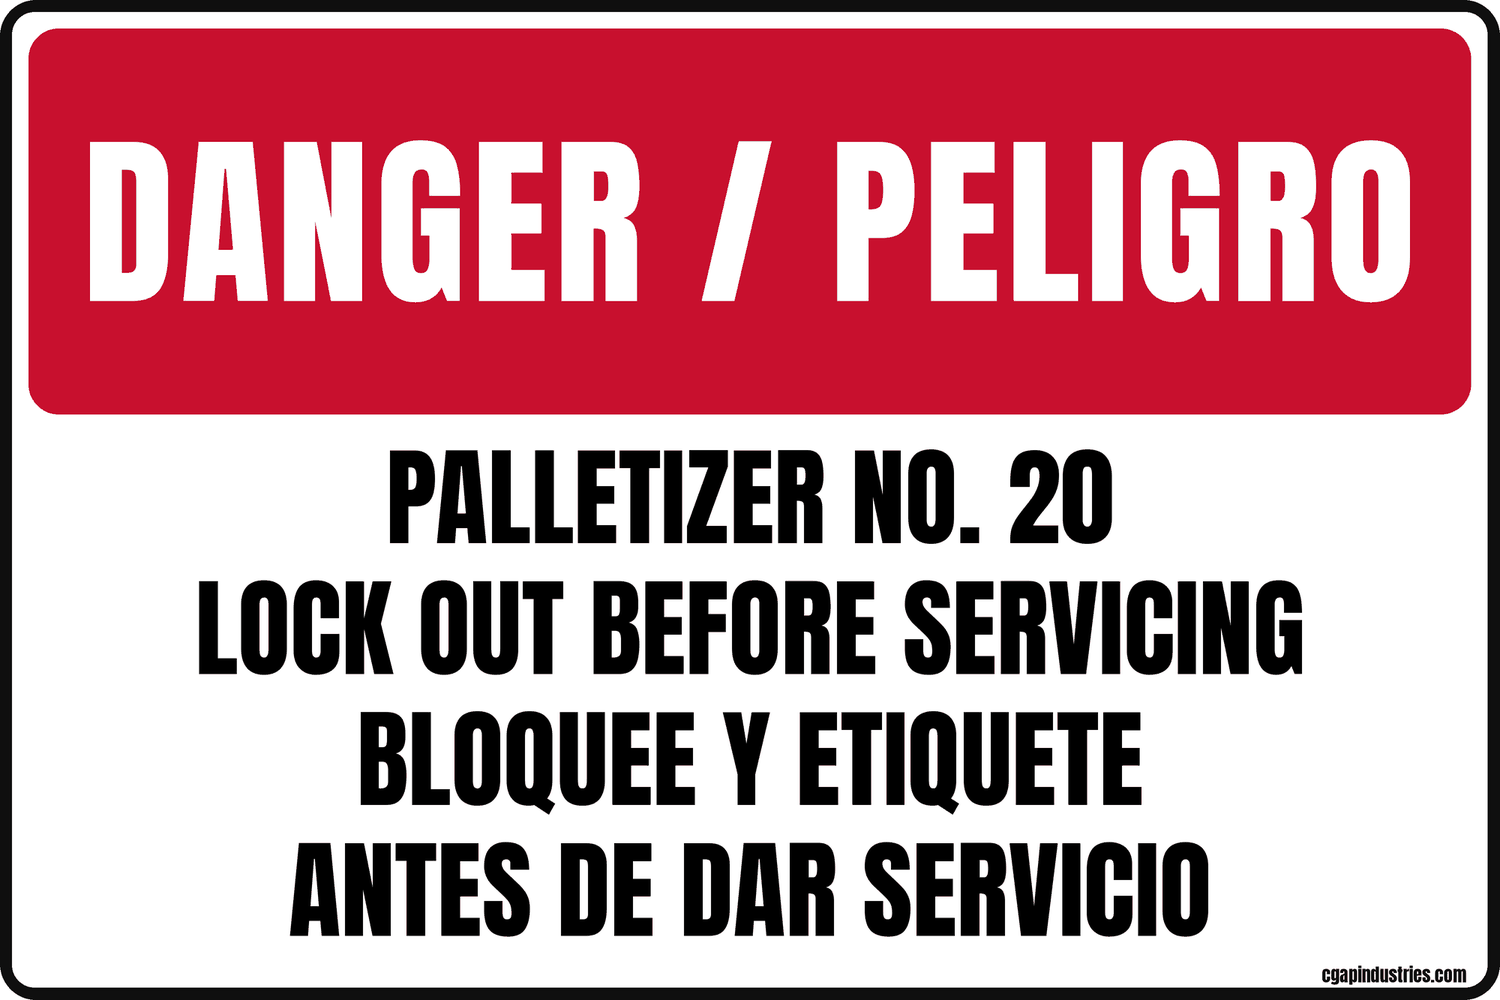 DANGER / PELIGRO
PALLETIZER NO. 20
LOCK OUT BEFORE SERVICING
BLOQUEE Y ETIQUETE
ANTES DE DAR SERVICIO
cgapindustries.com